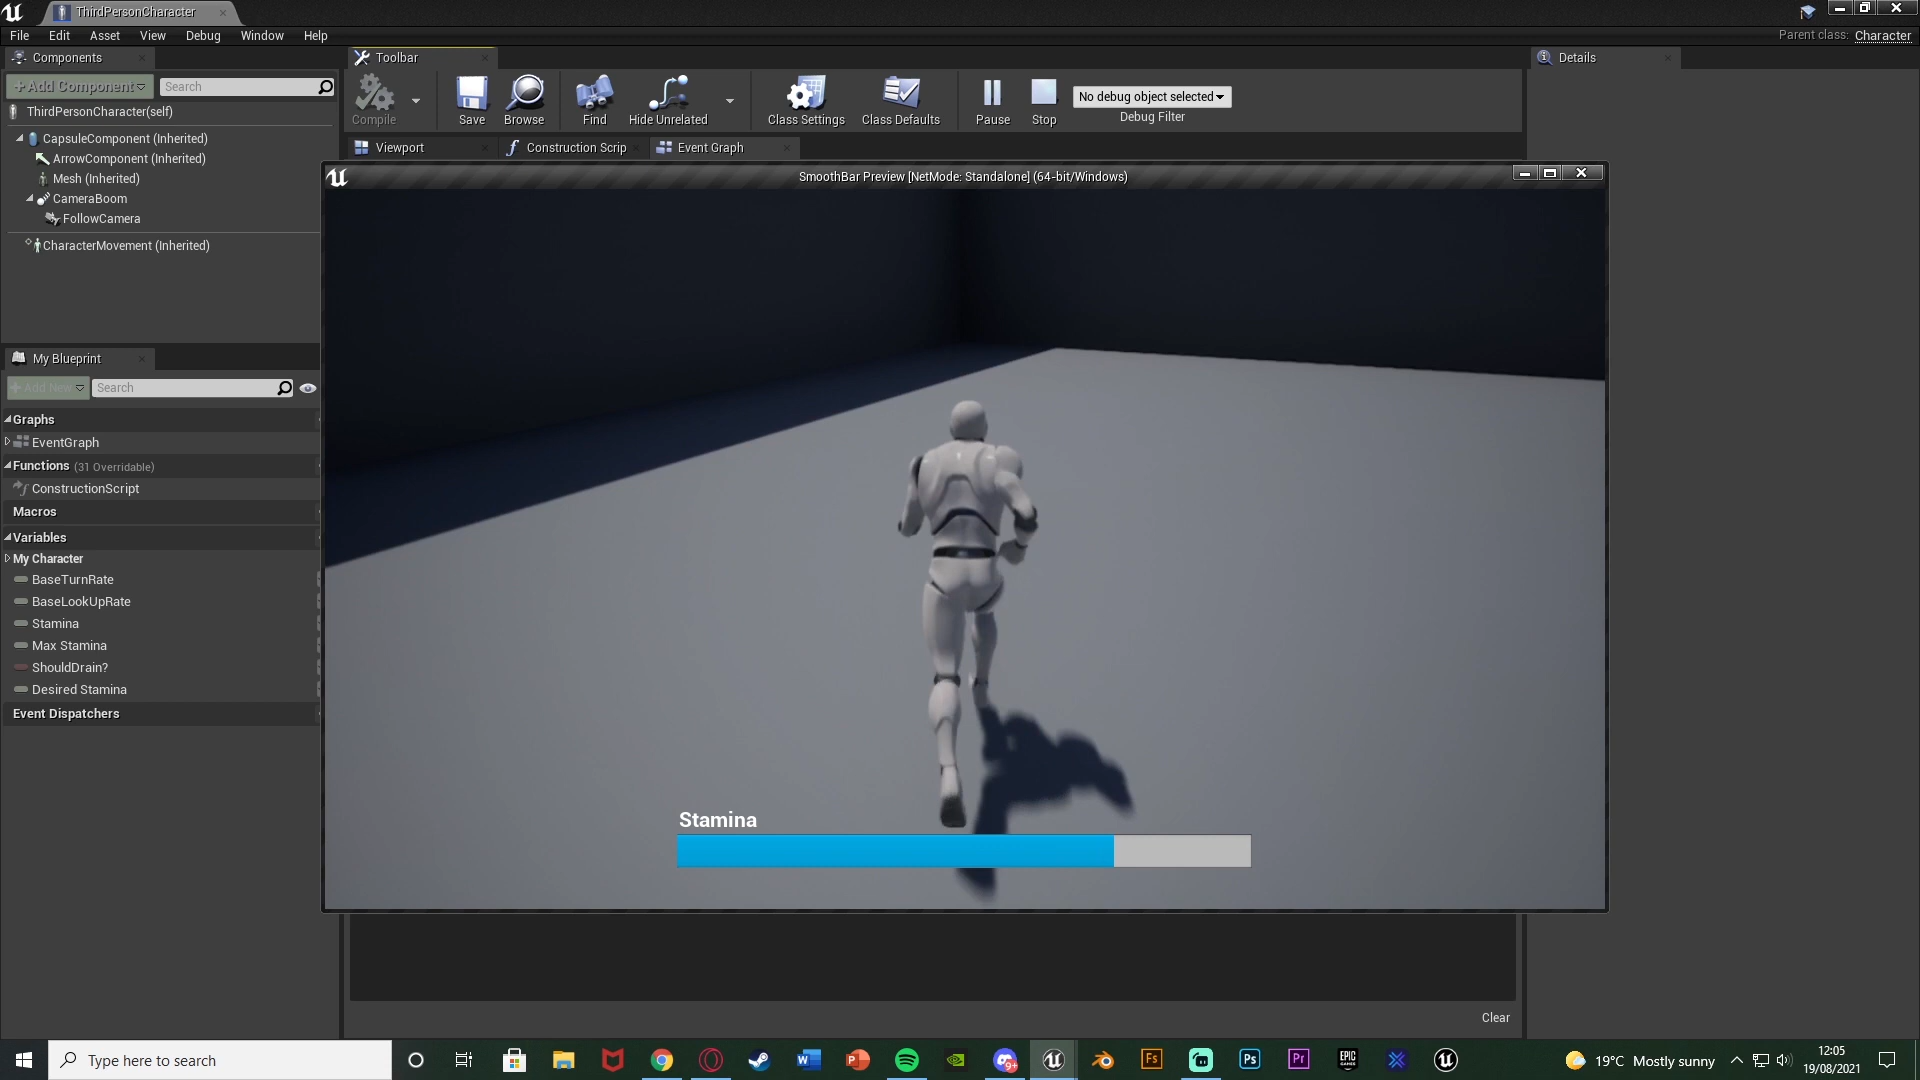 ThirdPersonCharacter
File Edit Asset View Debug Window Help
Parent class: Character
Components
Toolbar
Details
+Add Component
Search
Compile
Save
Browse
Find
Hide Unrelated
Class Settings
Class Defaults
Pause
Stop
No debug object selected
Debug Filter
ThirdPersonCharacter(self)
CapsuleComponent (Inherited)
ArrowComponent (Inherited)
Mesh (Inherited)
CameraBoom
FollowCamera
CharacterMovement (Inherited)
Viewport
Construction Scrip
Event Graph
SmoothBar Preview [NetMode: Standalone] (64-bit/Windows)
My Blueprint
+Add New
Search
Graphs
EventGraph
Functions (31 Overridable)
ConstructionScript
Macros
Variables
My Character
BaseTurnRate
BaseLookUpRate
Stamina
Max Stamina
ShouldDrain?
Desired Stamina
Event Dispatchers
Stamina
Clear
Type here to search
19°C Mostly sunny
12:05
19/08/2021